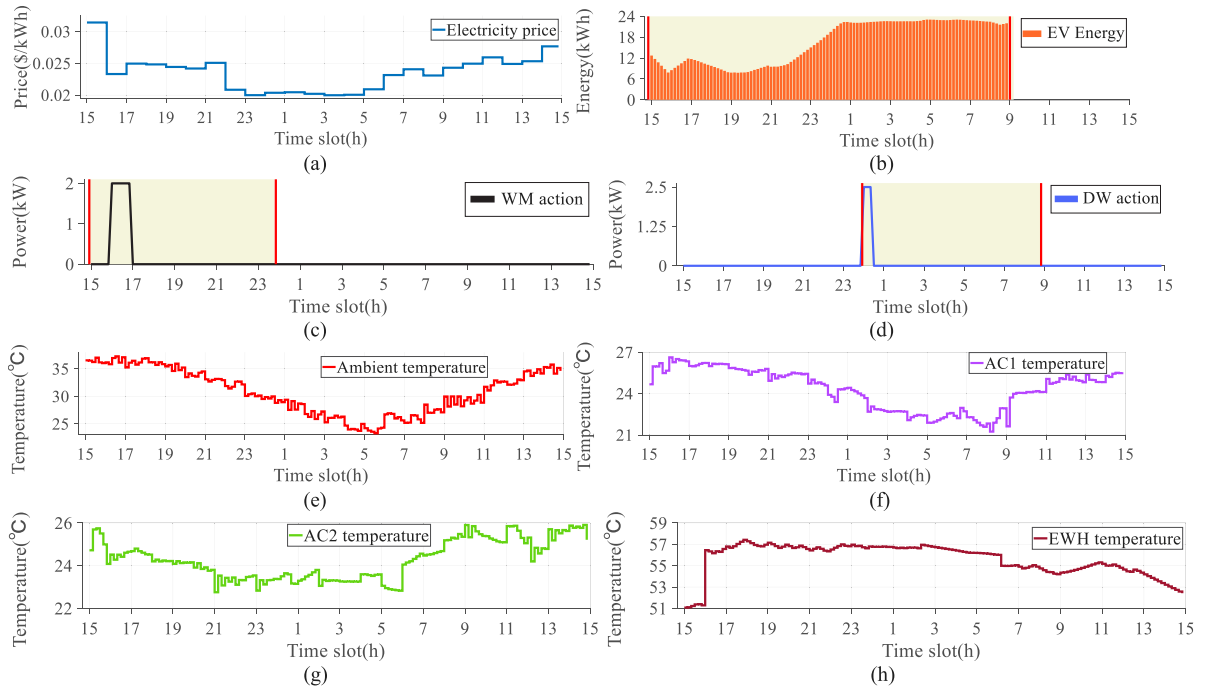 Price($/kWh)
0.03
0.025
0.02
Electricity price
15 17 19 21 23 1 3 5 7 9 11 13 15
Time slot(h)
(a)
Energy(kWh)
24
18
12
6
0
EV Energy
15 17 19 21 23 1 3 5 7 9 11 13 15
Time slot(h)
(b)
Power(kW)
2
1
0
WM action
15 17 19 21 23 1 3 5 7 9 11 13 15
Time slot(h)
(c)
Power(kW)
2.5
1.25
0
DW action
15 17 19 21 23 1 3 5 7 9 11 13 15
Time slot(h)
(d)
Temperature(℃)
35
30
25
Ambient temperature
15 17 19 21 23 1 3 5 7 9 11 13 15
Time slot(h)
(e)
Temperature(℃)
27
24
21
AC1 temperature
15 17 19 21 23 1 3 5 7 9 11 13 15
Time slot(h)
(f)
Temperature(℃)
26
24
22
AC2 temperature
15 17 19 21 23 1 3 5 7 9 11 13 15
Time slot(h)
(g)
Temperature(℃)
59
57
55
53
51
EWH temperature
15 17 19 21 23 1 3 5 7 9 11 13 15
Time slot(h)
(h)